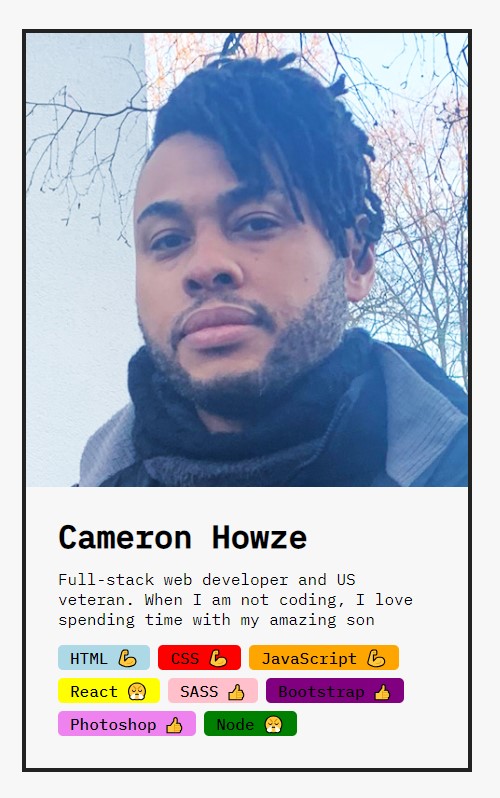 Cameron Howze
Full-stack web developer and US
veteran. When I am not coding, I love
spending time with my amazing son
HTML 💪 CSS 💪 JavaScript 💪
React 😤 SASS 👍 Bootstrap 👍
Photoshop 👍 Node 😤